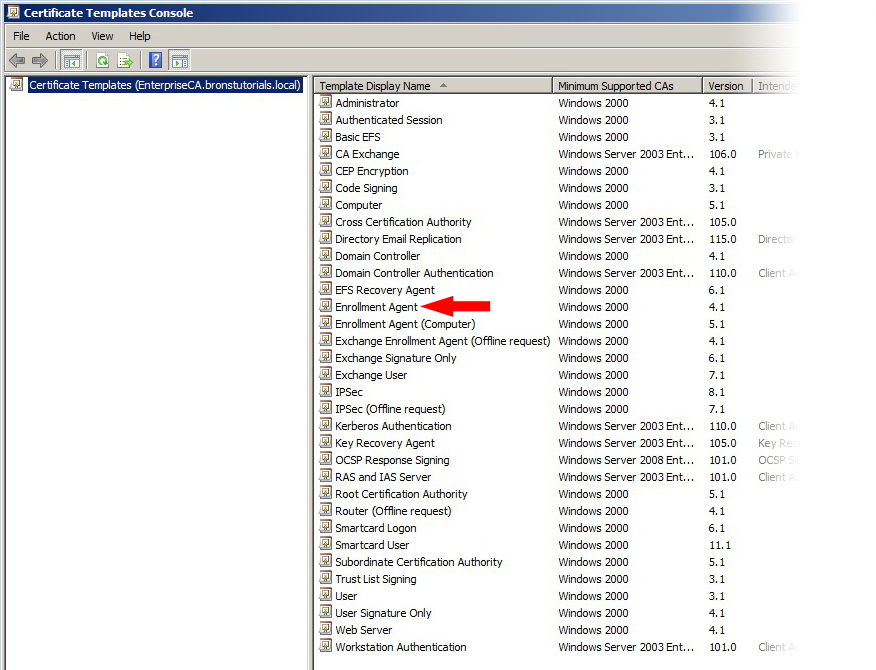 Certificate Templates Console
File Action View Help
Certificate Templates (EnterpriseCA.bronstutorials.local)
Template Display Name Minimum Supported CAs Version
Administrator Windows 2000 4.1
Authenticated Session Windows 2000 3.1
Basic EFS Windows 2000 3.1
CA Exchange Windows Server 2003 Ent... 106.0 Private
CEP Encryption Windows 2000 4.1
Code Signing Windows 2000 3.1
Computer Windows 2000 5.1
Cross Certification Authority Windows Server 2003 Ent... 105.0
Directory Email Replication Windows Server 2003 Ent... 115.0
Domain Controller Windows 2000 4.1
Domain Controller Authentication Windows Server 2003 Ent... 110.0 Client
EFS Recovery Agent Windows 2000 6.1
Enrollment Agent Windows 2000 4.1
Enrollment Agent (Computer) Windows 2000 5.1
Exchange Enrollment Agent (Offline request) Windows 2000 4.1
Exchange Signature Only Windows 2000 6.1
Exchange User Windows 2000 7.1
IPSec Windows 2000 8.1
IPSec (Offline request) Windows 2000 7.1
Kerberos Authentication Windows Server 2003 Ent... 110.0 Client
Key Recovery Agent Windows Server 2003 Ent... 105.0 Key
OCSP Response Signing Windows Server 2008 Ent... 101.0 OCSP
RAS and IAS Server Windows Server 2003 Ent... 101.0 Client
Root Certification Authority Windows 2000 5.1
Router (Offline request) Windows 2000 4.1
Smartcard Logon Windows 2000 6.1
Smartcard User Windows 2000 11.1
Subordinate Certification Authority Windows 2000 5.1
Trust List Signing Windows 2000 3.1
User Windows 2000 3.1
User Signature Only Windows 2000 4.1
Web Server Windows 2000 4.1
Workstation Authentication Windows Server 2003 Ent... 101.0 Client